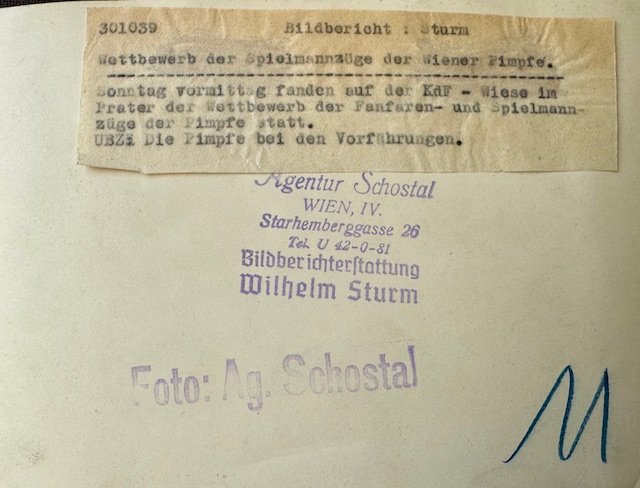 301039 Bildbericht : Sturm
Wettbewerb der Spielmannzüge der Wiener Pimpfe.
Sonntag vormittag fanden auf der KdF - Wiese im
Prater der Wettbewerb der Fanfaren- und Spielmann-
züge der Pimpfe statt.
UBZ: Die Pimpfe bei den Vorführungen.
Agentur Schostal
WIEN, IV.
Starhemberggasse 26
Tel. U 42-0-81
Bildberichterstattung
Wilhelm Sturm
Foto: Ag. Schostal